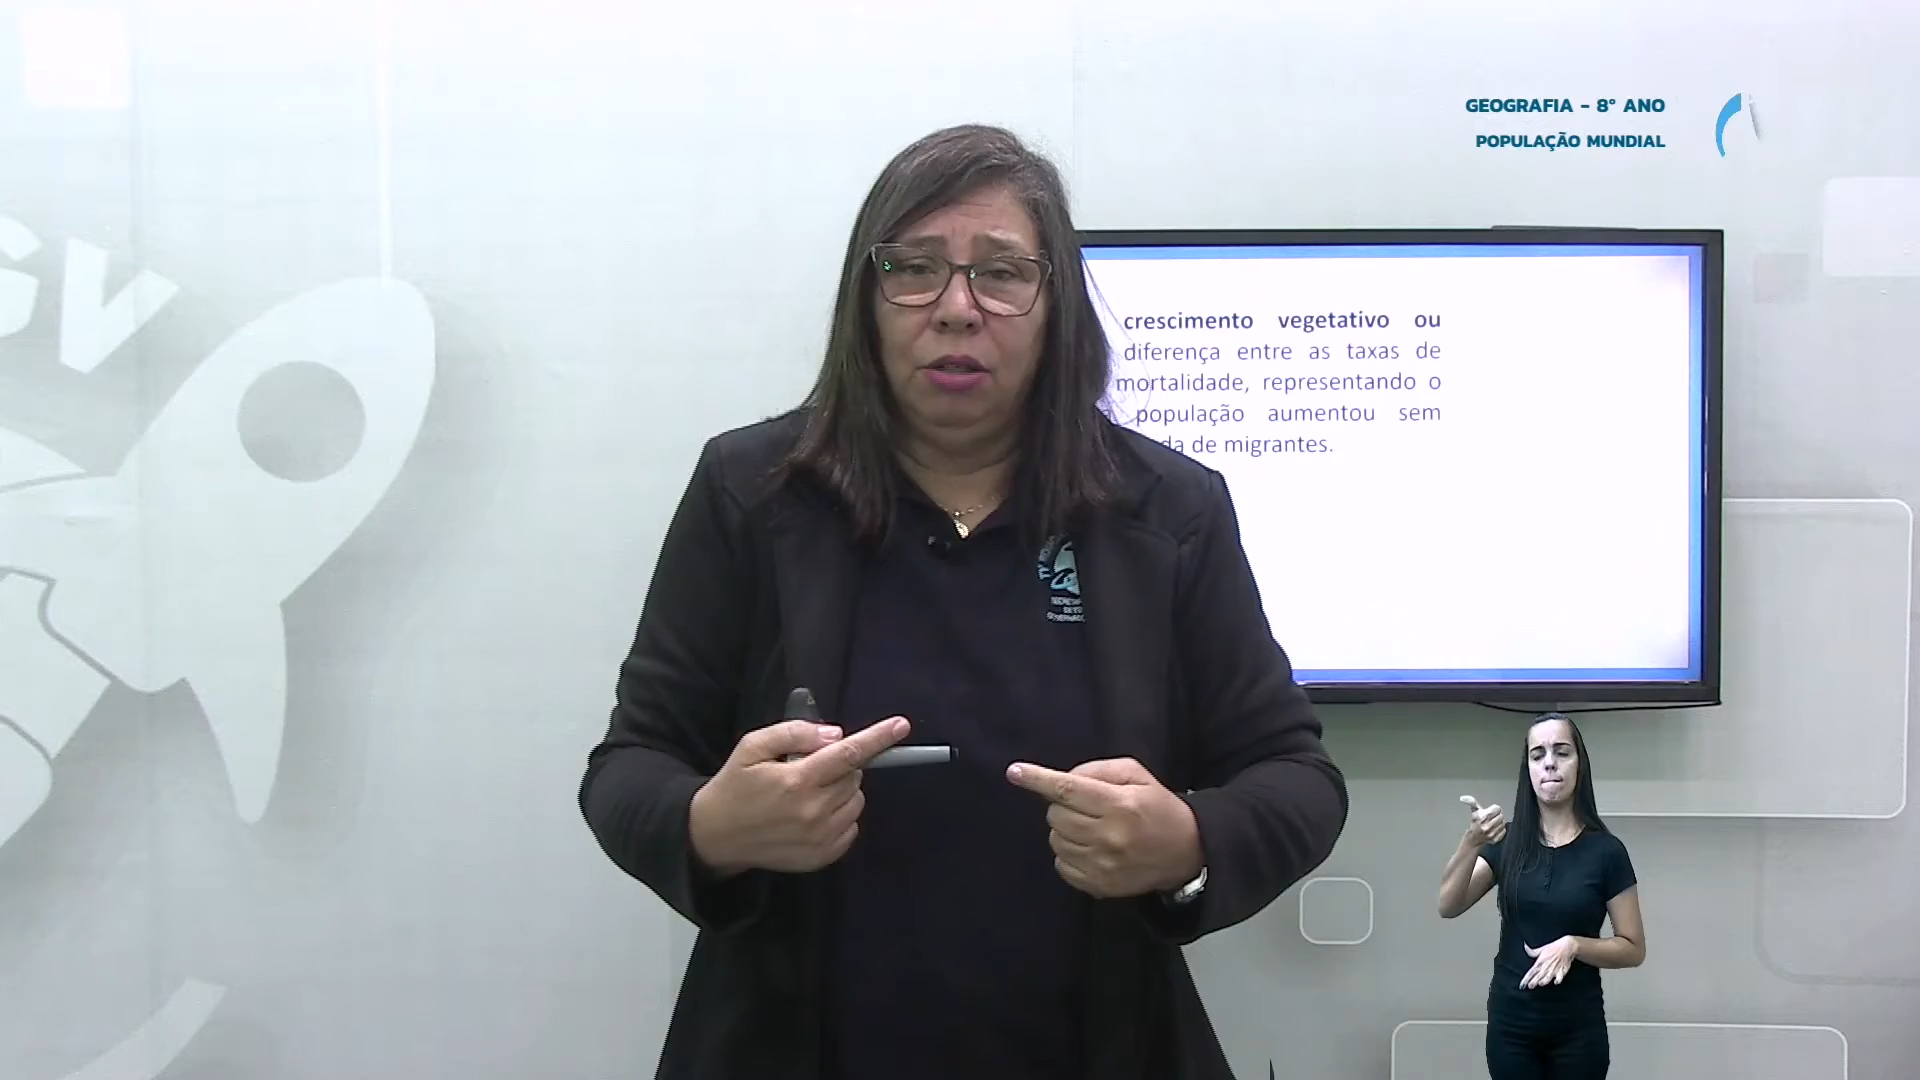 GEOGRAFIA - 8° ANO
POPULAÇÃO MUNDIAL
crescimento vegetativo ou
diferença entre as taxas de
mortalidade, representando o
população aumentou sem
de migrantes.